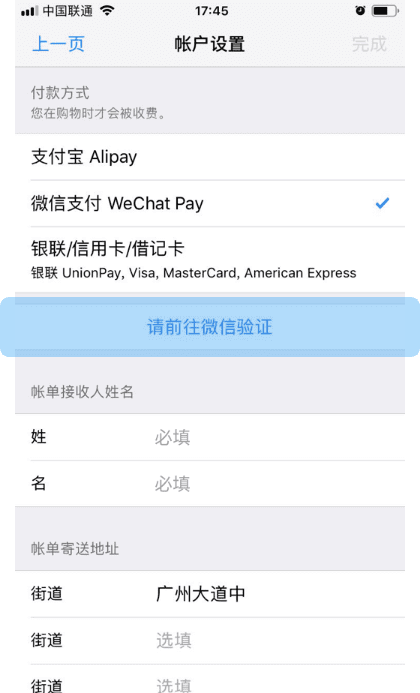 中国联通 17:45
上一页 帐户设置 完成
付款方式
您在购物时才会被收费。
支付宝 Alipay
微信支付 WeChat Pay
银联/信用卡/借记卡
银联 UnionPay, Visa, MasterCard, American Express
请前往微信验证
帐单接收人姓名
姓 必填
名 必填
帐单寄送地址
街道 广州大道中
街道 选填
街道 选填